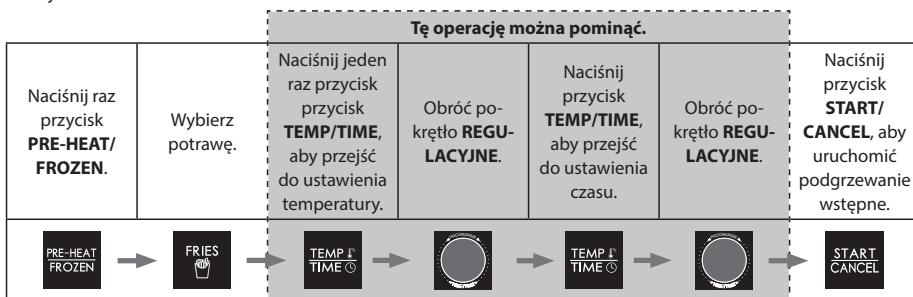 Tę operację można pominąć.
Naciśnij raz
przycisk
PRE-HEAT/
FROZEN.
Wybierz
potrawę.
Naciśnij jeden
raz przycisk
przycisk
TEMP/TIME,
aby przejść
do ustawienia
temperatury.
Obróć po-
krętło REGU-
LACYJNE.
Naciśnij
przycisk
TEMP/TIME,
aby przejść
do ustawienia
czasu.
Obróć po-
krętło REGU-
LACYJNE.
Naciśnij
przycisk
START/
CANCEL, aby
uruchomić
podgrzewanie
wstępne.
PRE-HEAT
FROZEN
FRIES
TEMP
TIME
PROGRAMME
TEMP
TIME
PROGRAMME
START
CANCEL